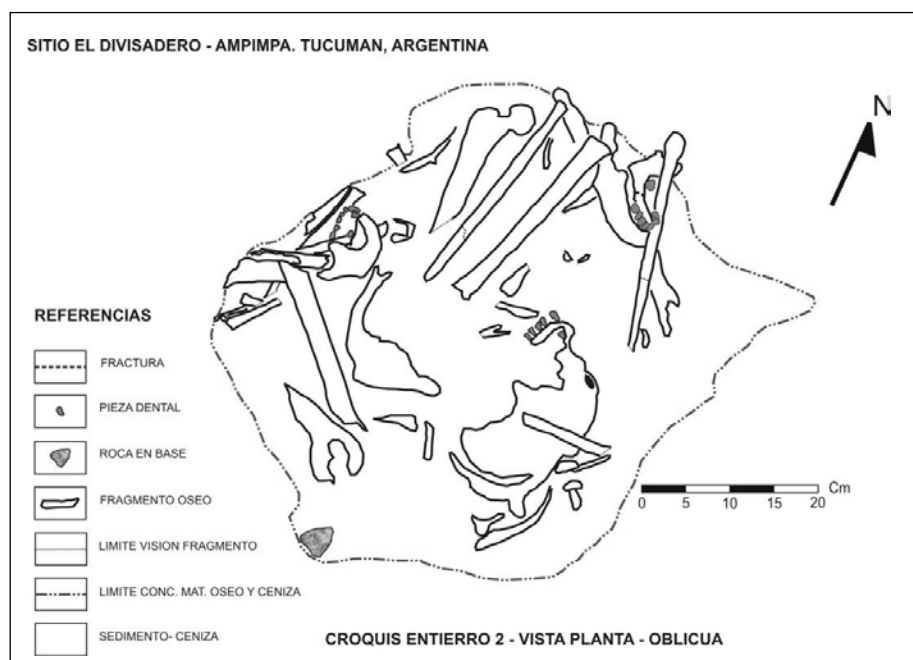 SITIO EL DIVISADERO - AMPIMPA. TUCUMAN, ARGENTINA
N
REFERENCIAS
FRACTURA
PIEZA DENTAL
ROCA EN BASE
FRAGMENTO OSEO
LIMITE VISION FRAGMENTO
LIMITE CONC. MAT. OSEO Y CENIZA
SEDIMENTO- CENIZA
Cm
0 5 10 15 20
CROQUIS ENTIERRO 2 - VISTA PLANTA - OBLICUA